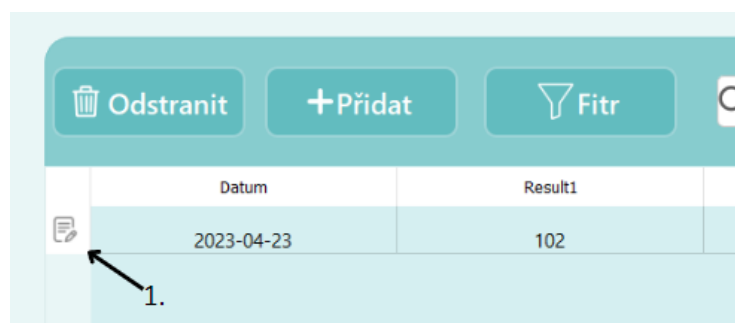 Odstranit
Přidat
Fitr
Datum
Result1
2023-04-23
102
1.